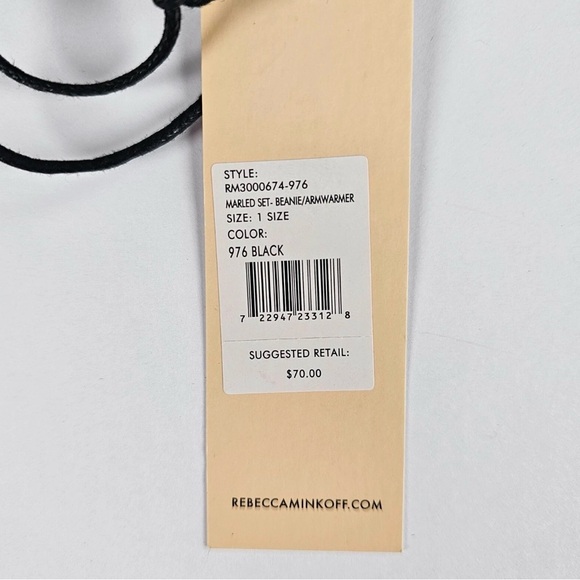 STYLE:
RM3000674-976
MARLED SET- BEANIE/ARMWARMER
SIZE: 1 SIZE
COLOR:
976 BLACK
7 22947 23312 8
SUGGESTED RETAIL:
$70.00
REBECCAMINKOFF.COM